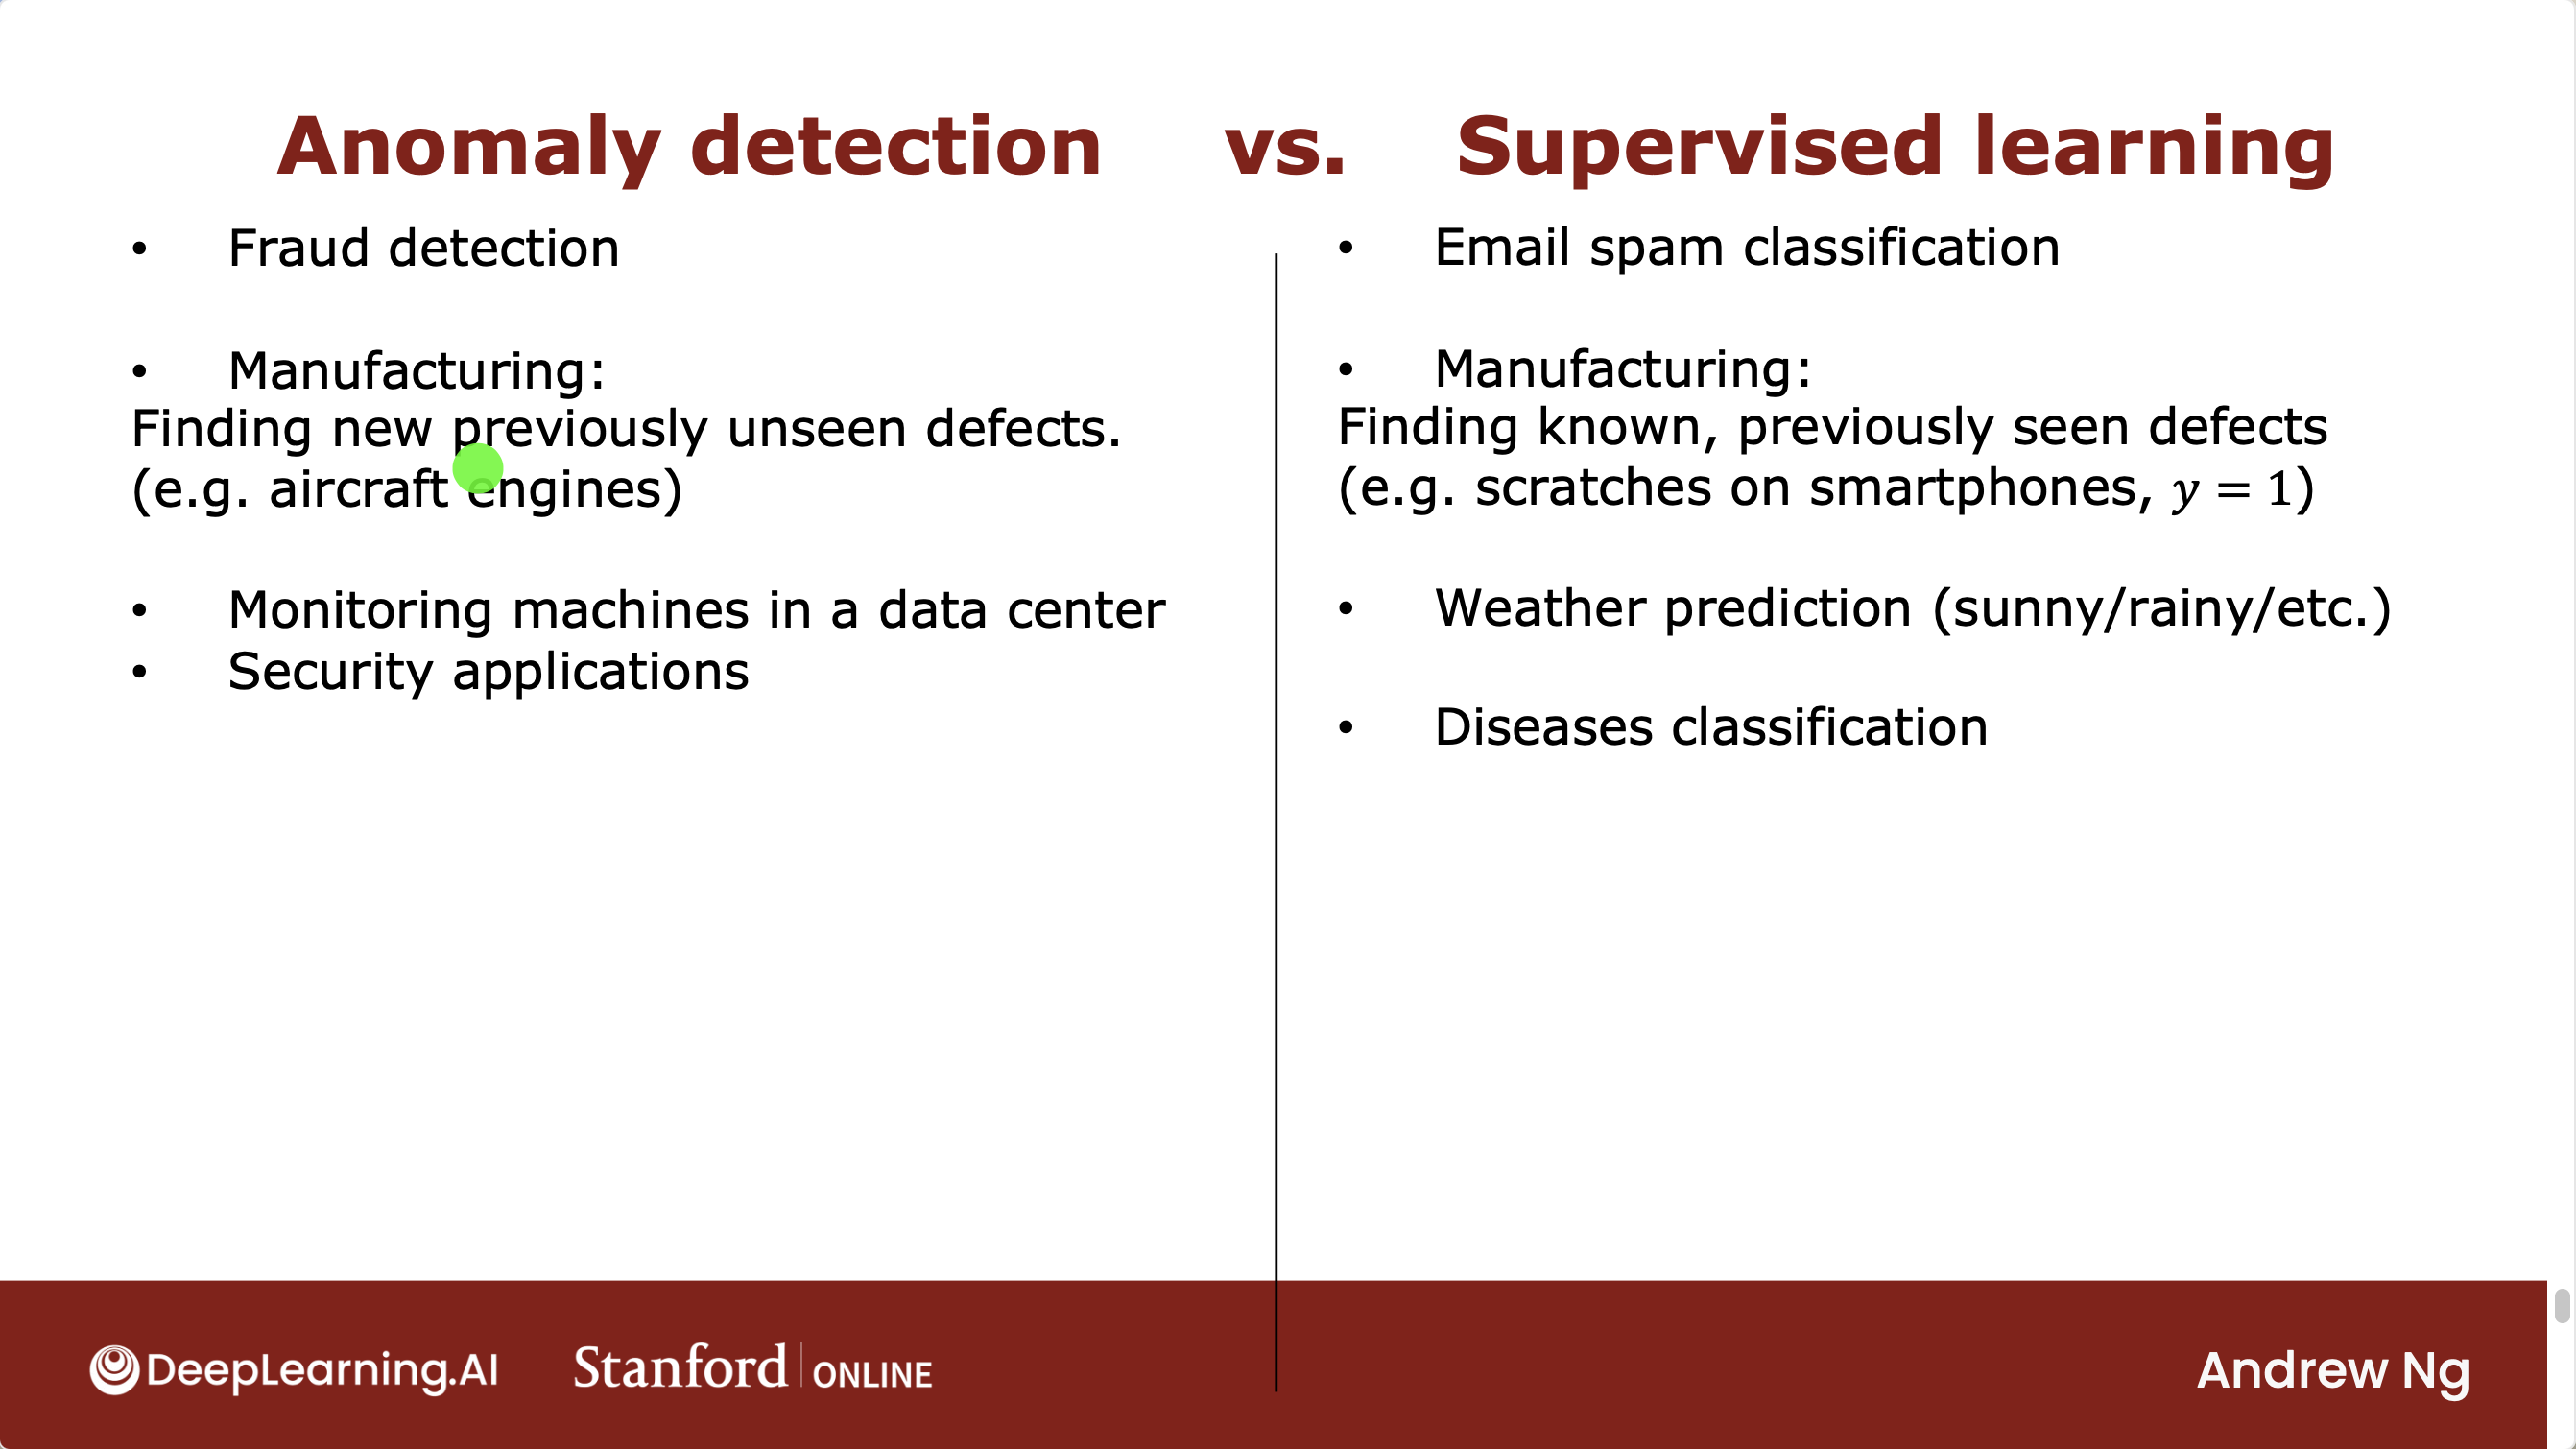 Anomaly detection vs. Supervised learning
• Fraud detection
• Manufacturing:
Finding new previously unseen defects.
(e.g. aircraft engines)
• Monitoring machines in a data center
• Security applications
• Email spam classification
• Manufacturing:
Finding known, previously seen defects
(e.g. scratches on smartphones, y = 1)
• Weather prediction (sunny/rainy/etc.)
• Diseases classification
DeepLearning.AI
Stanford ONLINE
Andrew Ng